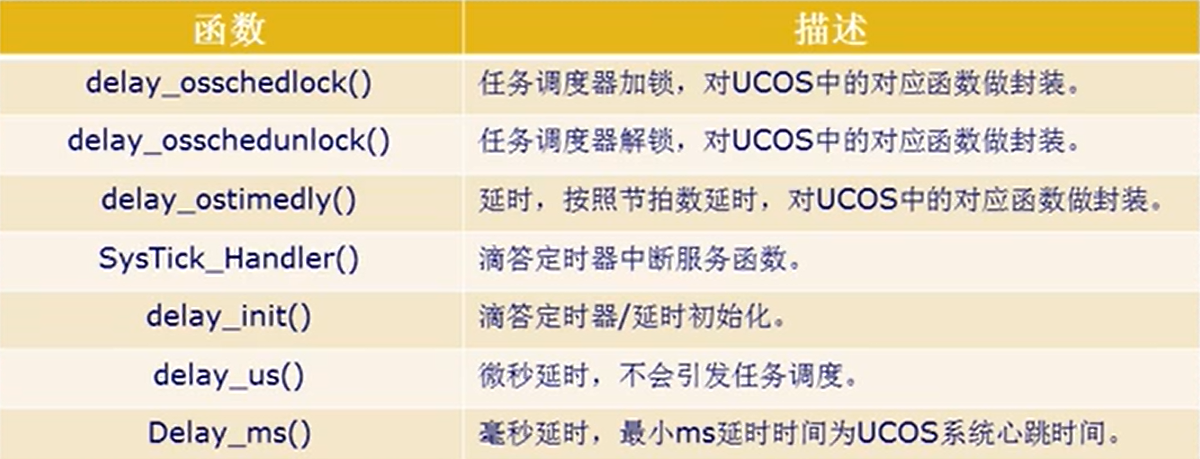 函数 描述
delay_osschedlock() 任务调度器加锁，对UCOS中的对应函数做封装。
delay_osschedunlock() 任务调度器解锁，对UCOS中的对应函数做封装。
delay_ostimedly() 延时，按照节拍数延时，对UCOS中的对应函数做封装。
SysTick_Handler() 滴答定时器中断服务函数。
delay_init() 滴答定时器/延时初始化。
delay_us() 微秒延时，不会引发任务调度。
Delay_ms() 毫秒延时，最小ms延时时间为UCOS系统心跳时间。